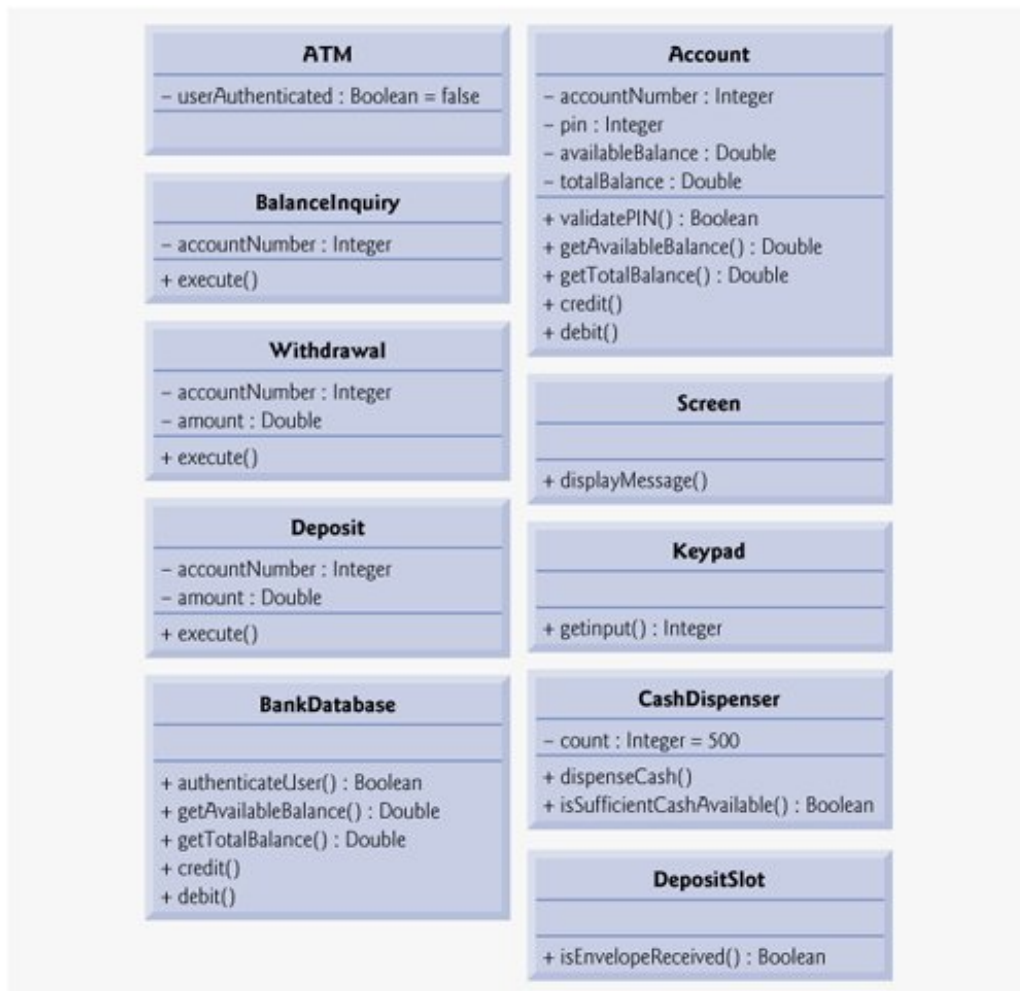 ATM
– userAuthenticated : Boolean = false
BalanceInquiry
– accountNumber : Integer
+ execute()
Withdrawal
– accountNumber : Integer
– amount : Double
+ execute()
Deposit
– accountNumber : Integer
– amount : Double
+ execute()
BankDatabase
+ authenticateUser() : Boolean
+ getAvailableBalance() : Double
+ getTotalBalance() : Double
+ credit()
+ debit()
Account
– accountNumber : Integer
– pin : Integer
– availableBalance : Double
– totalBalance : Double
+ validatePIN() : Boolean
+ getAvailableBalance() : Double
+ getTotalBalance() : Double
+ credit()
+ debit()
Screen
+ displayMessage()
Keypad
+ getinput() : Integer
CashDispenser
– count : Integer = 500
+ dispenseCash()
+ isSufficientCashAvailable() : Boolean
DepositSlot
+ isEnvelopeReceived() : Boolean